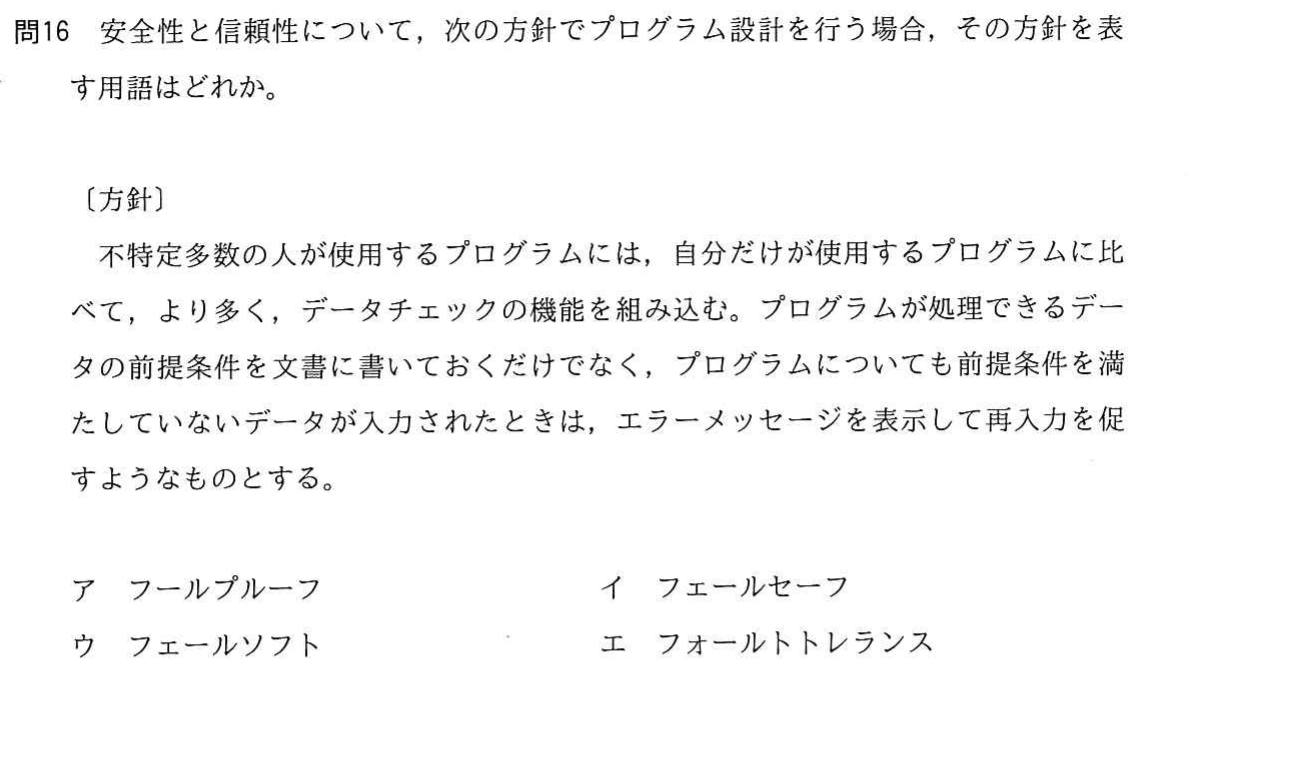 問16　安全性と信頼性について，次の方針でプログラム設計を行う場合，その方針を表
す用語はどれか。
〔方針〕
不特定多数の人が使用するプログラムには，自分だけが使用するプログラムに比
べて，より多く，データチェックの機能を組み込む。プログラムが処理できるデー
タの前提条件を文書に書いておくだけでなく，プログラムについても前提条件を満
たしていないデータが入力されたときは，エラーメッセージを表示して再入力を促
すようなものとする。
ア　フールプルーフ　イ　フェールセーフ
ウ　フェールソフト　エ　フォールトトレランス